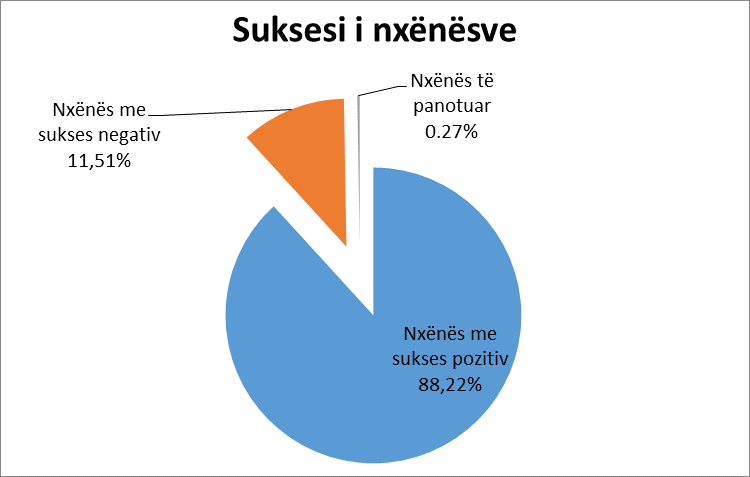 Suksesi i nxënësve
Nxënës me
sukses negativ
11,51%
Nxënës të
panotuar
0.27%
Nxënës me
sukses pozitiv
88,22%